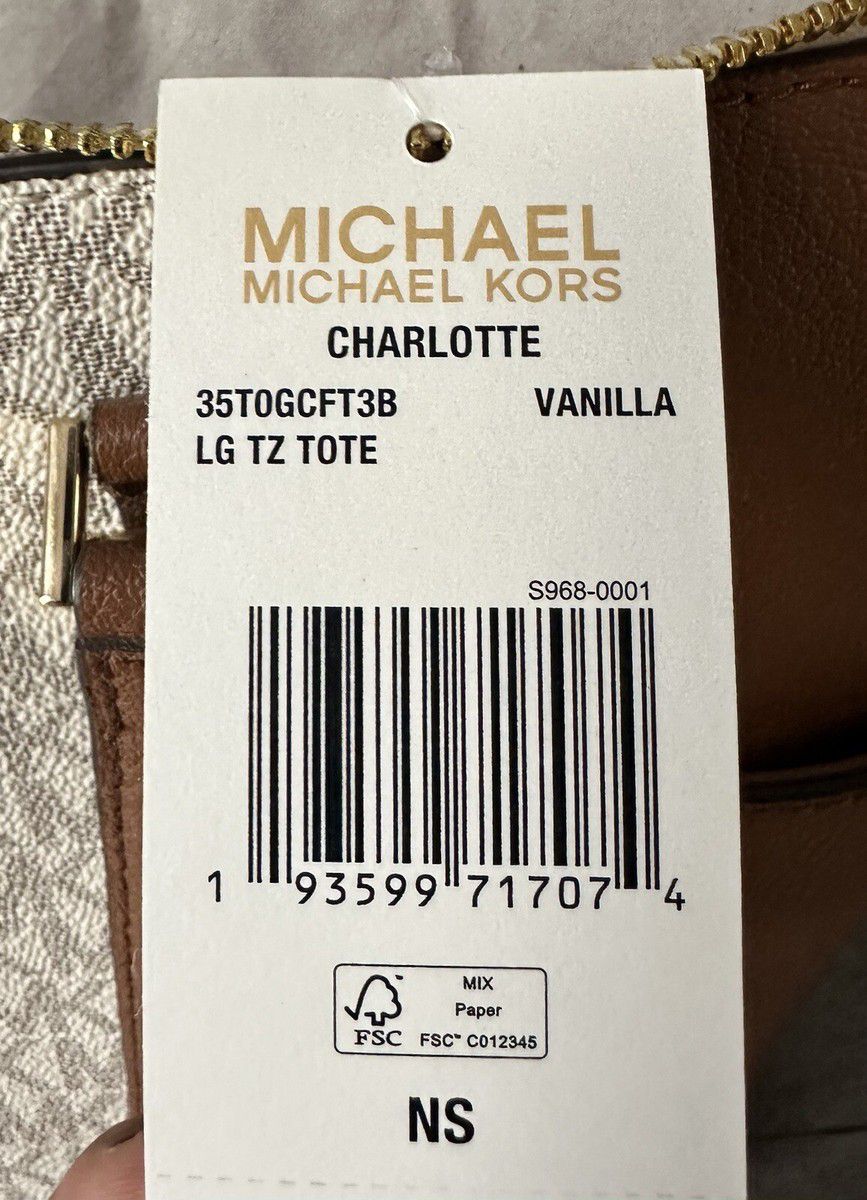 MICHAEL
MICHAEL KORS
CHARLOTTE
35T0GCFT3B VANILLA
LG TZ TOTE
S968-0001
1 93599 71707 4
FSC
MIX
Paper
FSC™ C012345
NS